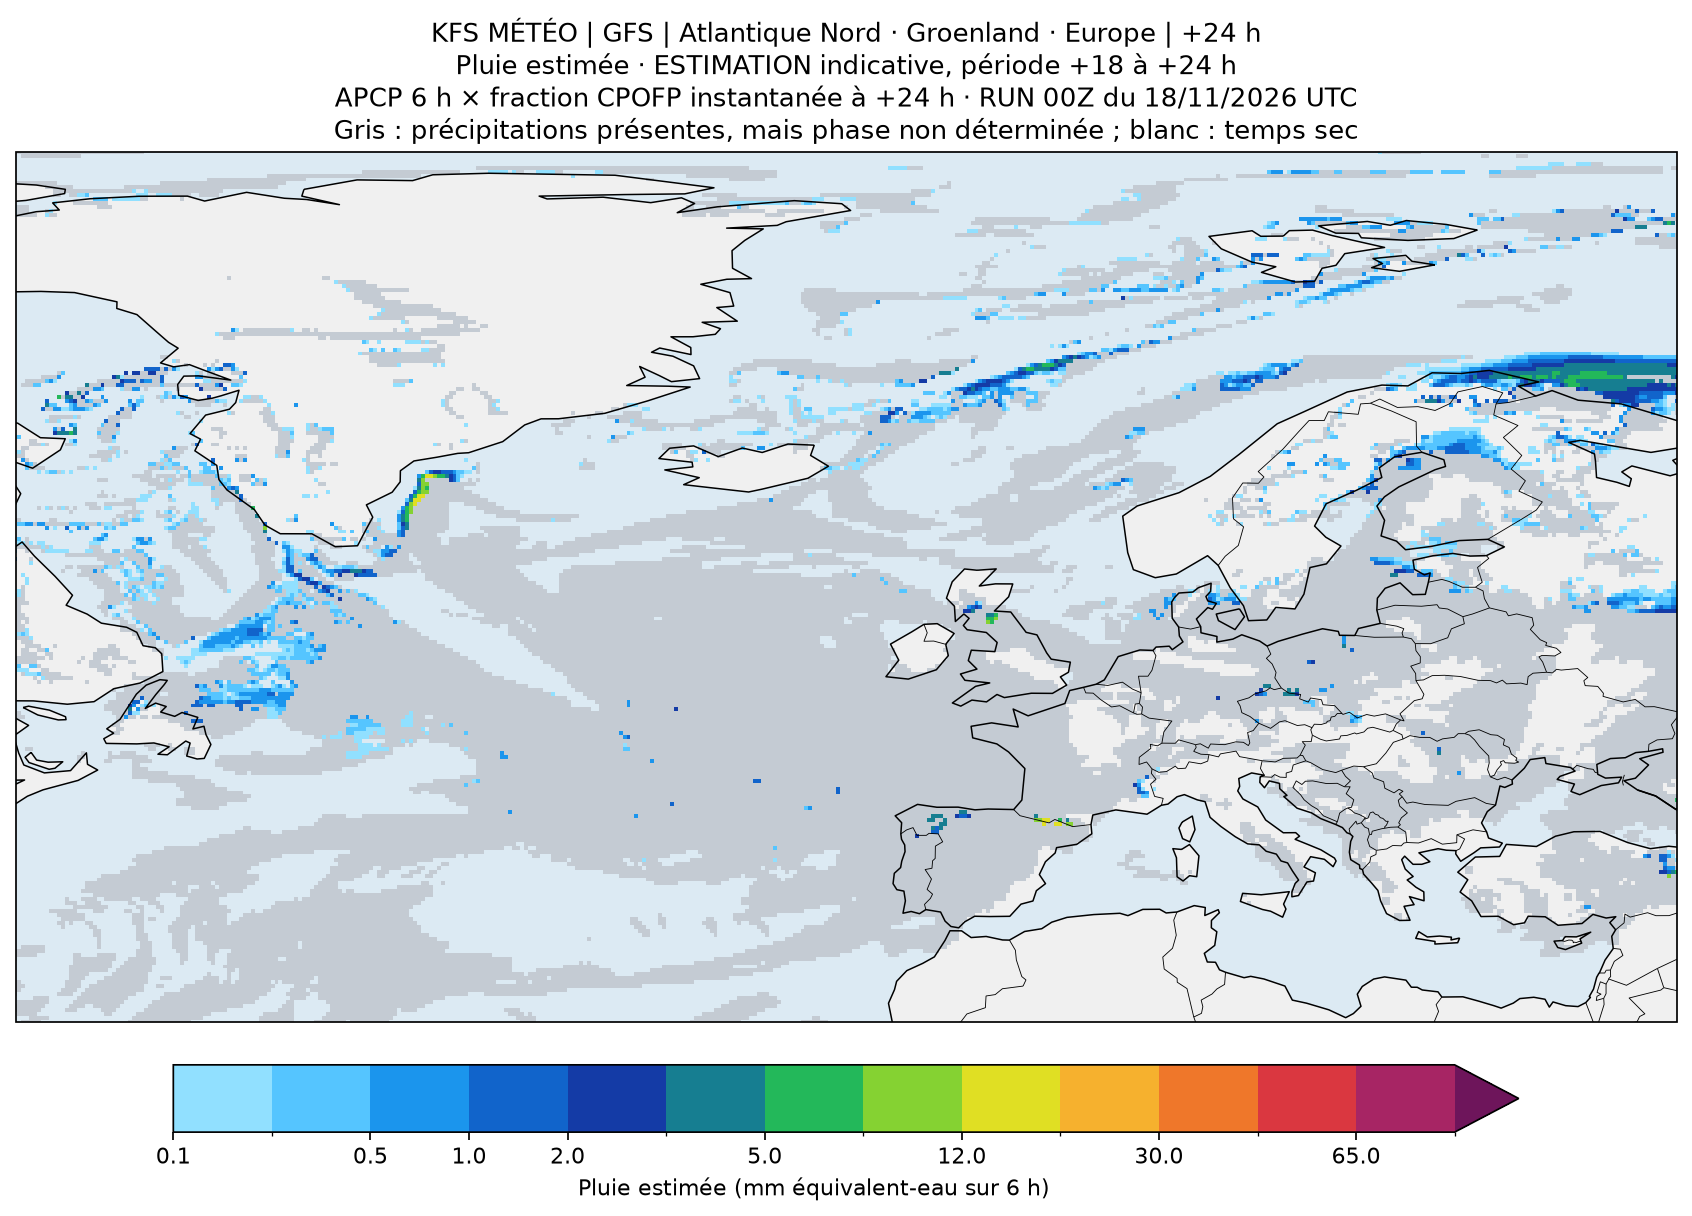 KFS MÉTÉO | GFS | Atlantique Nord · Groenland · Europe | +24 h
Pluie estimée · ESTIMATION indicative, période +18 à +24 h
APCP 6 h × fraction CPOFP instantanée à +24 h · RUN 00Z du 18/11/2026 UTC
Gris : précipitations présentes, mais phase non déterminée ; blanc : temps sec
0.1 0.5 1.0 2.0 5.0 12.0 30.0 65.0
Pluie estimée (mm équivalent-eau sur 6 h)